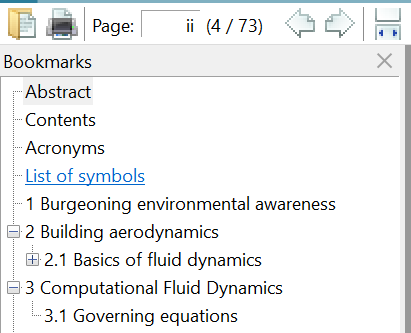 Page: ii (4 / 73)
Bookmarks
Abstract
Contents
Acronyms
List of symbols
1 Burgeoning environmental awareness
2 Building aerodynamics
2.1 Basics of fluid dynamics
3 Computational Fluid Dynamics
3.1 Governing equations